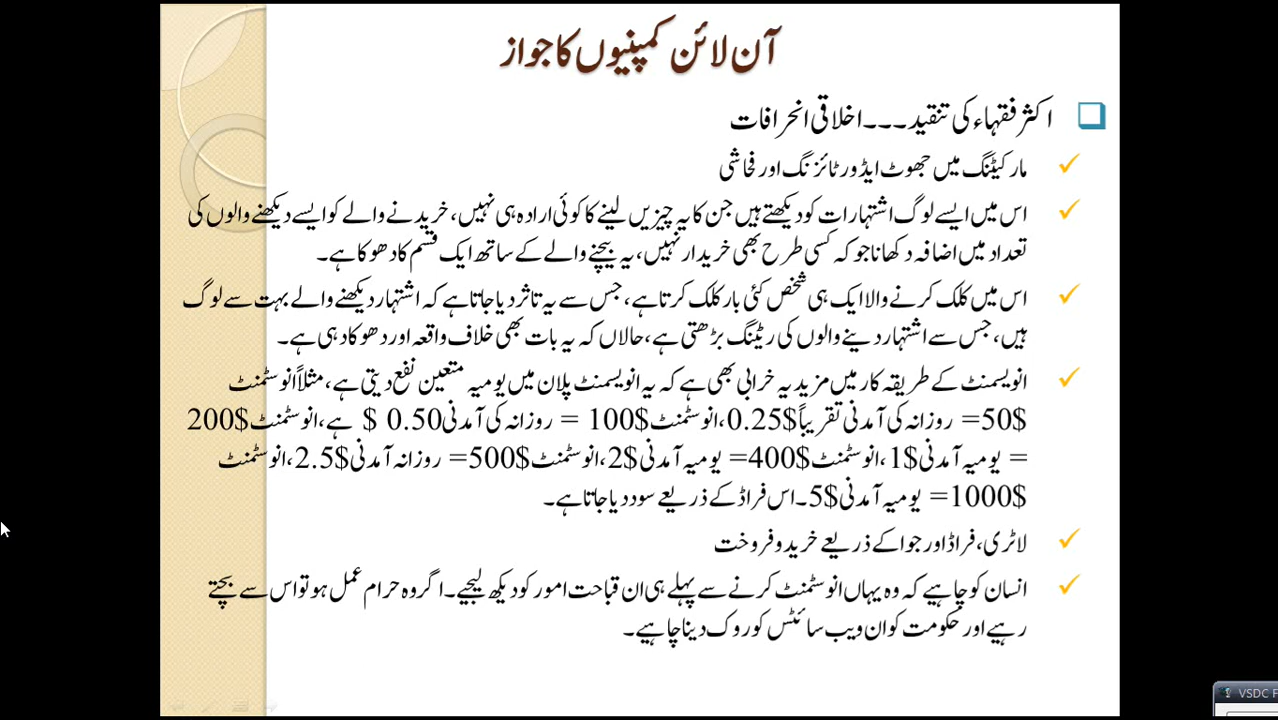 آن لائن کمپنیوں کا جواز
اکثر فقہاء کی تنقید۔۔۔ اخلاقی انحرافات
مارکیٹنگ میں جھوٹ ایڈورٹائزنگ اور فحاشی
اس میں ایسے لوگ اشتہارات کو دیکھتے ہیں جن کا یہ چیزیں لینے کا کوئی ارادہ ہی نہیں، خریدنے والے کو ایسے دیکھنے والوں کی
تعداد میں اضافہ دکھانا جو کہ کسی طرح بھی خریدار نہیں، یہ بیچنے والے کے ساتھ ایک قسم کا دھوکا ہے۔
اس میں کلک کرنے والا ایک ہی شخص کئی بار کلک کرتا ہے، جس سے یہ تاثر دیا جاتا ہے کہ اشتہار دیکھنے والے بہت سے لوگ
ہیں، جس سے اشتہار دینے والوں کی ریٹنگ بڑھتی ہے، حالاں کہ یہ بات بھی خلاف واقعہ اور دھوکا دہی ہے۔
انویسمنٹ کے طریقہ کار میں مزید یہ خرابی بھی ہے کہ یہ انویسمنٹ پلان میں یومیہ متعین نفع دیتی ہے، مثلاً انوسٹمنٹ
50$= روزانہ کی آمدنی تقریباً 0.25$، انوسٹمنٹ 100$ = روزانہ کی آمدنی 0.50 $ ہے، انوسٹمنٹ 200$
= یومیہ آمدنی 1$، انوسٹمنٹ 400$= یومیہ آمدنی 2$، انوسٹمنٹ 500$= روزانہ آمدنی 2.5$، انوسٹمنٹ
1000$= یومیہ آمدنی 5$۔ اس فراڈ کے ذریعے سود دیا جاتا ہے۔
لاٹری، فراڈ اور جوا کے ذریعے خرید و فروخت
انسان کو چاہیے کہ وہ یہاں انوسٹمنٹ کرنے سے پہلے ہی ان قباحت امور کو دیکھ لیجیے۔ اگر وہ حرام عمل ہو تو اس سے بچتے
رہیے اور حکومت کو ان ویب سائٹس کو روک دینا چاہیے۔
VSDC F